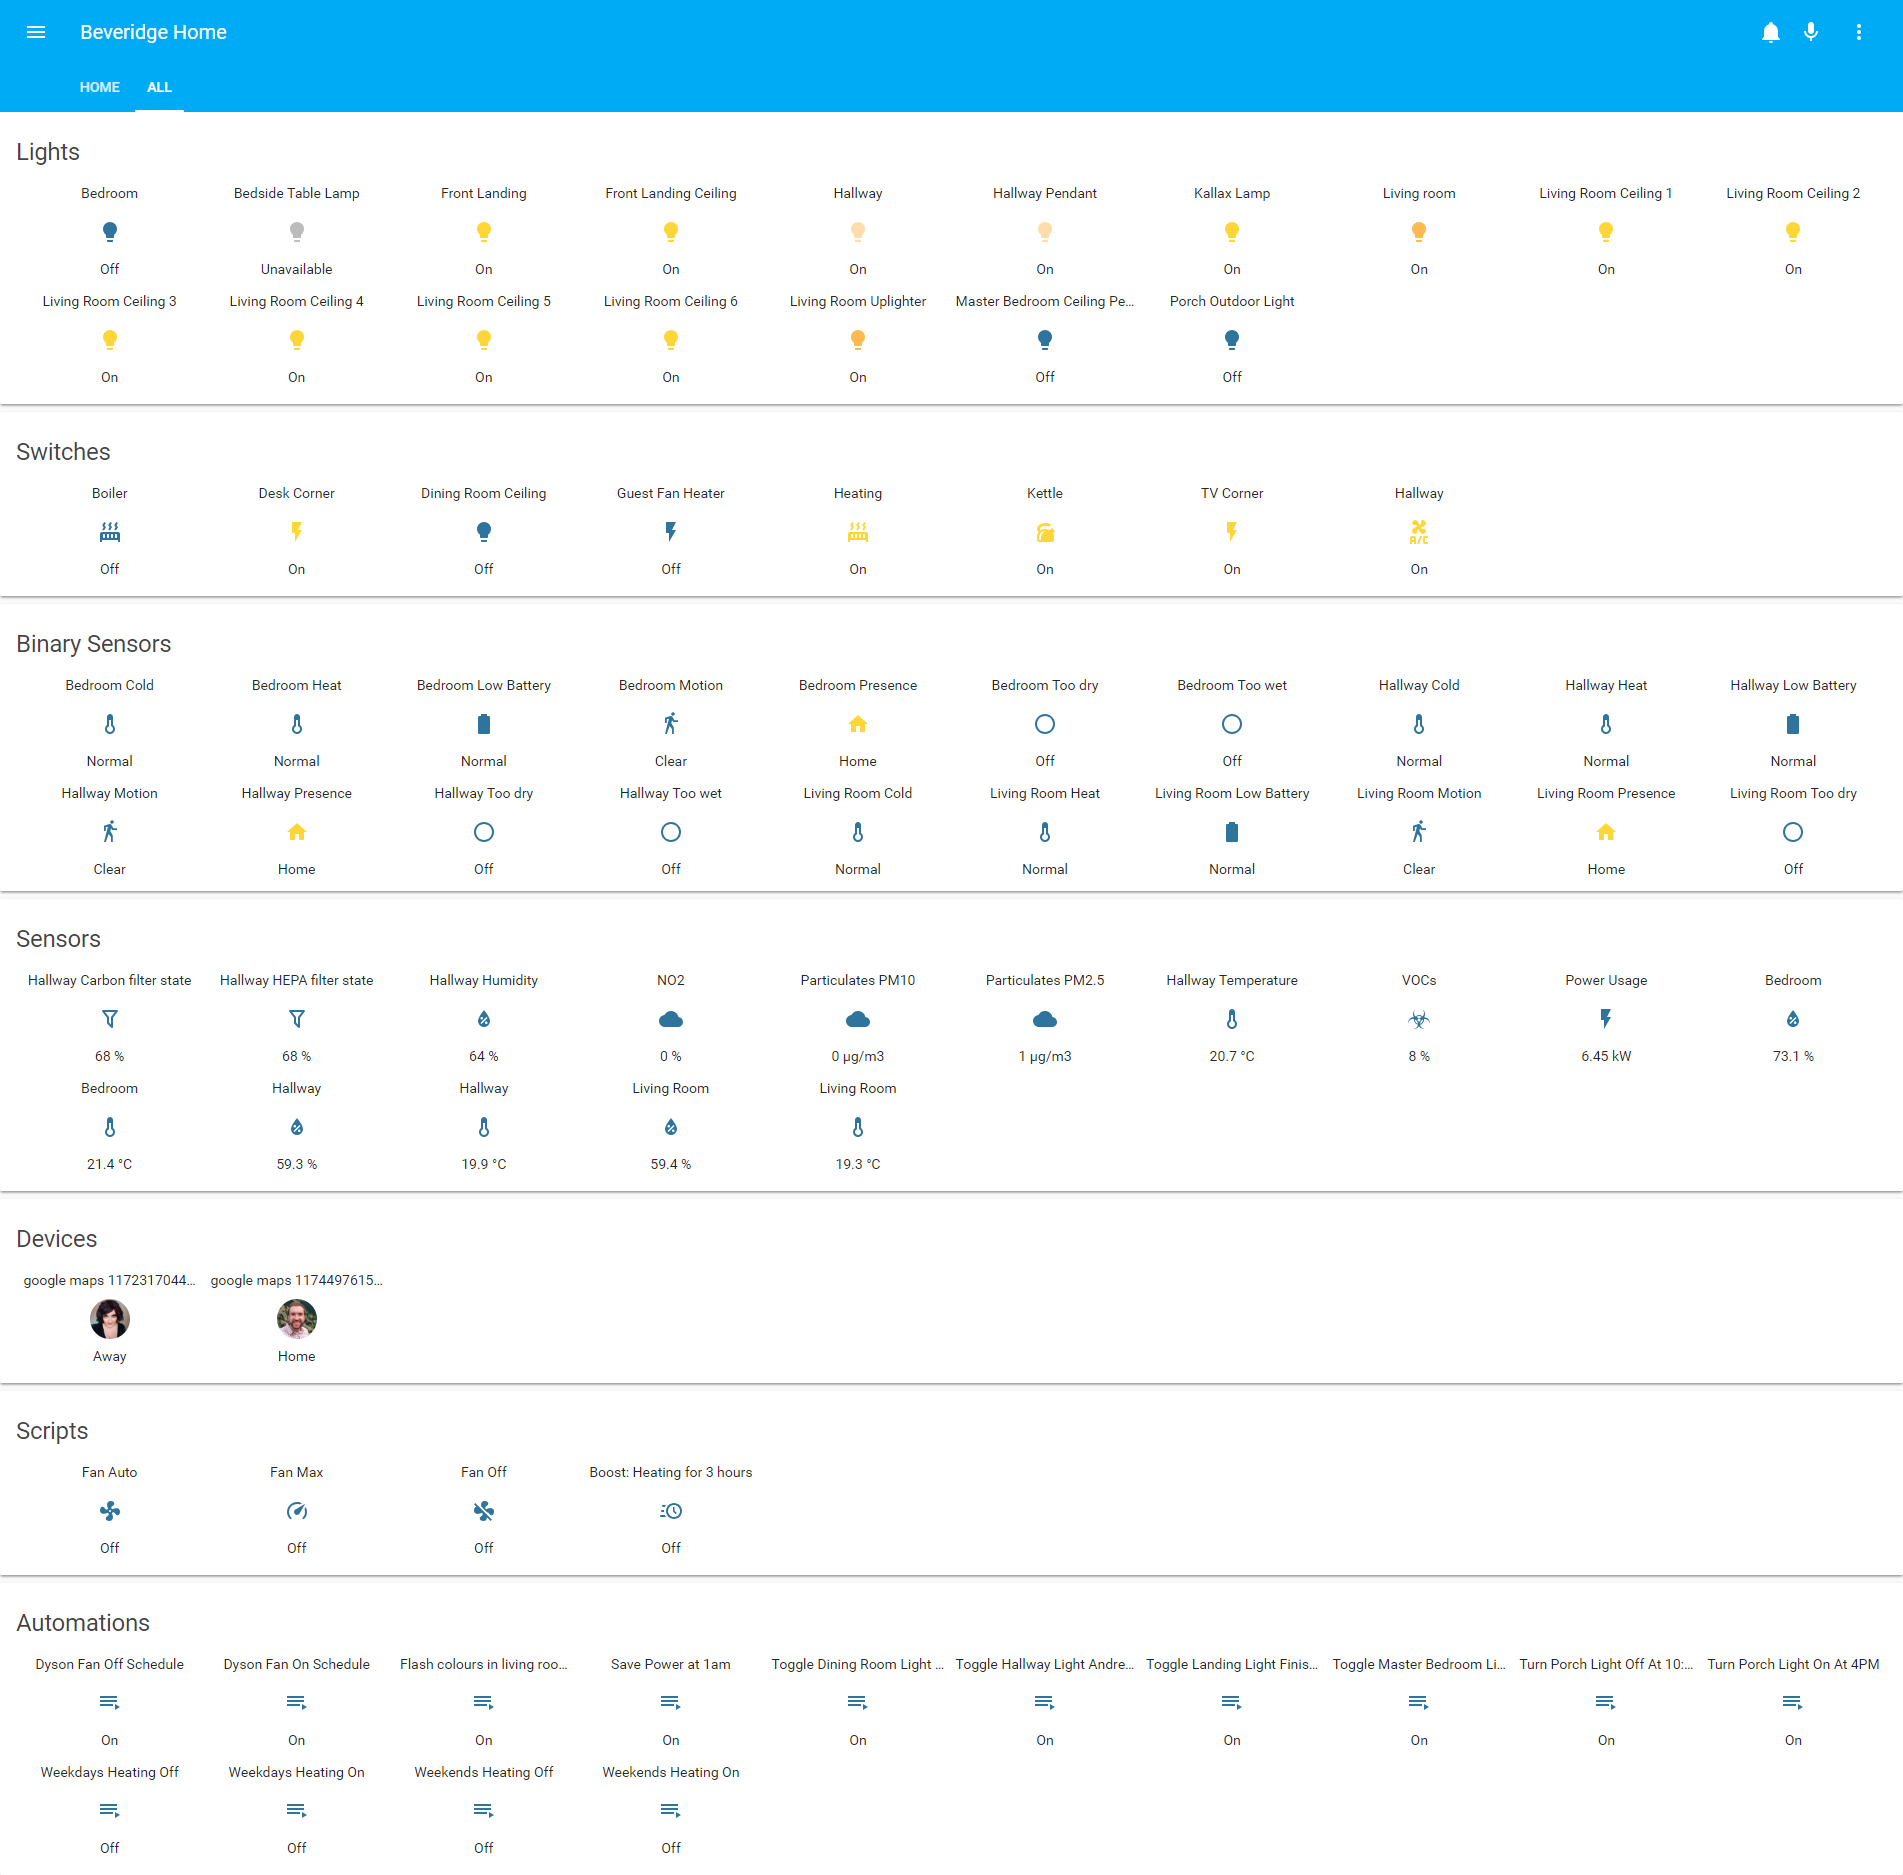 Beveridge Home
HOME ALL
Lights
Bedroom Bedside Table Lamp Front Landing Front Landing Ceiling Hallway Hallway Pendant Kallax Lamp Living room Living Room Ceiling 1 Living Room Ceiling 2
Off Unavailable On On On On On On On On
Living Room Ceiling 3 Living Room Ceiling 4 Living Room Ceiling 5 Living Room Ceiling 6 Living Room Uplighter Master Bedroom Ceiling Pe... Porch Outdoor Light
On On On On On Off Off
Switches
Boiler Desk Corner Dining Room Ceiling Guest Fan Heater Heating Kettle TV Corner Hallway
A/C
Off On Off Off On On On On
Binary Sensors
Bedroom Cold Bedroom Heat Bedroom Low Battery Bedroom Motion Bedroom Presence Bedroom Too dry Bedroom Too wet Hallway Cold Hallway Heat Hallway Low Battery
Normal Normal Normal Clear Home Off Off Normal Normal Normal
Hallway Motion Hallway Presence Hallway Too dry Hallway Too wet Living Room Cold Living Room Heat Living Room Low Battery Living Room Motion Living Room Presence Living Room Too dry
Clear Home Off Off Normal Normal Normal Clear Home Off
Sensors
Hallway Carbon filter state Hallway HEPA filter state Hallway Humidity NO2 Particulates PM10 Particulates PM2.5 Hallway Temperature VOCs Power Usage Bedroom
68 % 68 % 64 % 0 % 0 µg/m3 1 µg/m3 20.7 °C 8 % 6.45 kW 73.1 %
Bedroom Hallway Hallway Living Room Living Room
21.4 °C 59.3 % 19.9 °C 59.4 % 19.3 °C
Devices
google maps 1172317044... google maps 1174497615...
Away Home
Scripts
Fan Auto Fan Max Fan Off Boost: Heating for 3 hours
Off Off Off Off
Automations
Dyson Fan Off Schedule Dyson Fan On Schedule Flash colours in living roo... Save Power at 1am Toggle Dining Room Light ... Toggle Hallway Light Andre... Toggle Landing Light Finis... Toggle Master Bedroom Li... Turn Porch Light Off At 10:... Turn Porch Light On At 4PM
On On On On On On On On On On
Weekdays Heating Off Weekdays Heating On Weekends Heating Off Weekends Heating On
Off Off Off Off